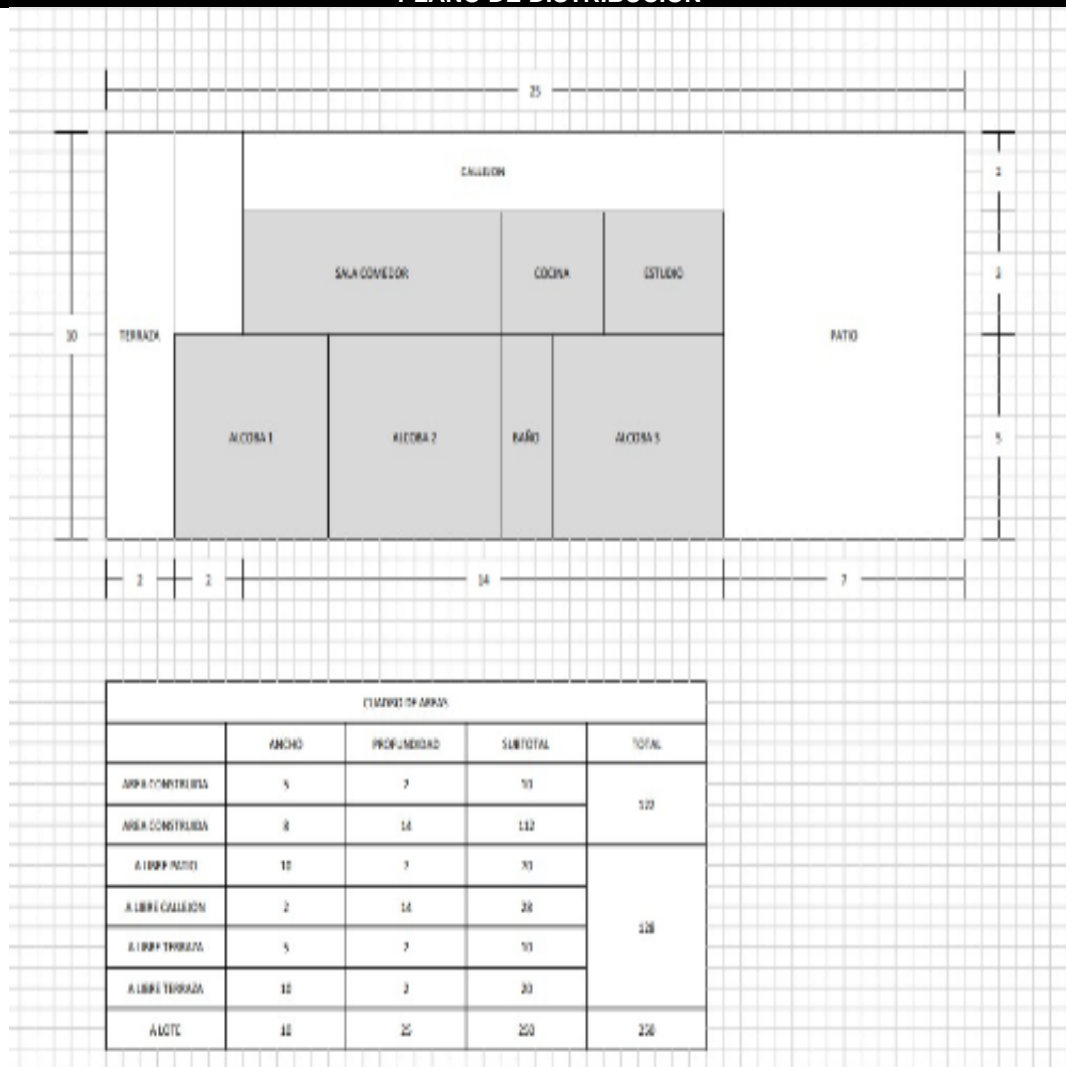 PLANO DE DISTRIBUCION
25
CALLEJON
2
SALA COMEDOR
COCINA
ESTUDIO
3
10
TERRAZA
PATIO
ALCOBA 1
ALCOBA 2
BAÑO
ALCOBA 3
5
2
2
14
7
CUADRO DE AREAS
ANCHO PROFUNDIDAD SUBTOTAL TOTAL
AREA CONSTRUIDA 5 2 10 122
AREA CONSTRUIDA 8 14 112
A LIBRE PATIO 10 7 70 128
A LIBRE CALLEJON 2 14 28
A LIBRE TERRAZA 5 2 10
A LIBRE TERRAZA 10 2 20
A LOTE 10 25 250 250